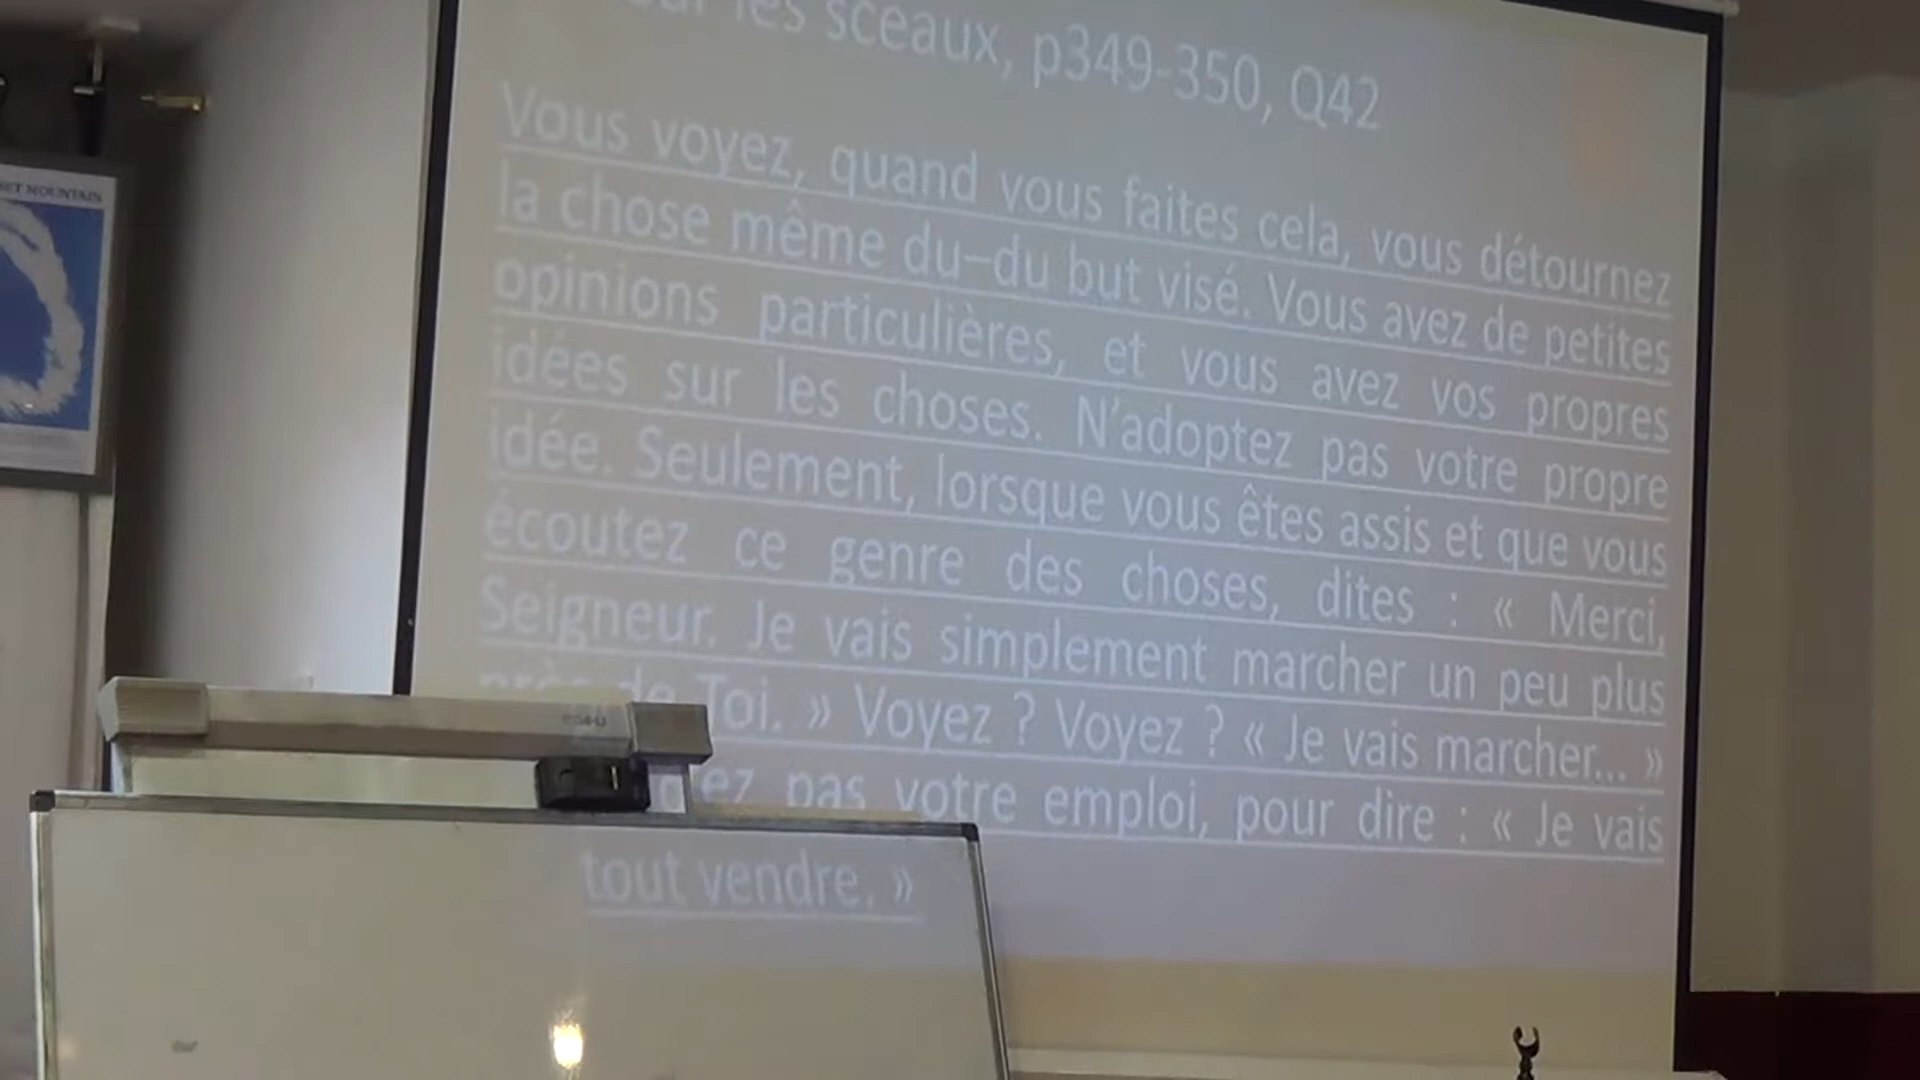 les sceaux, p349-350, Q42
Vous voyez, quand vous faites cela, vous détournez
la chose même du–du but visé. Vous avez de petites
opinions particulières, et vous avez vos propres
idées sur les choses. N’adoptez pas votre propre
idée. Seulement, lorsque vous êtes assis et que vous
écoutez ce genre des choses, dites : « Merci,
Seigneur. Je vais simplement marcher un peu plus
près de Toi. » Voyez ? Voyez ? « Je vais marcher... »
pas votre emploi, pour dire : « Je vais
tout vendre. »
MOUNTAIN